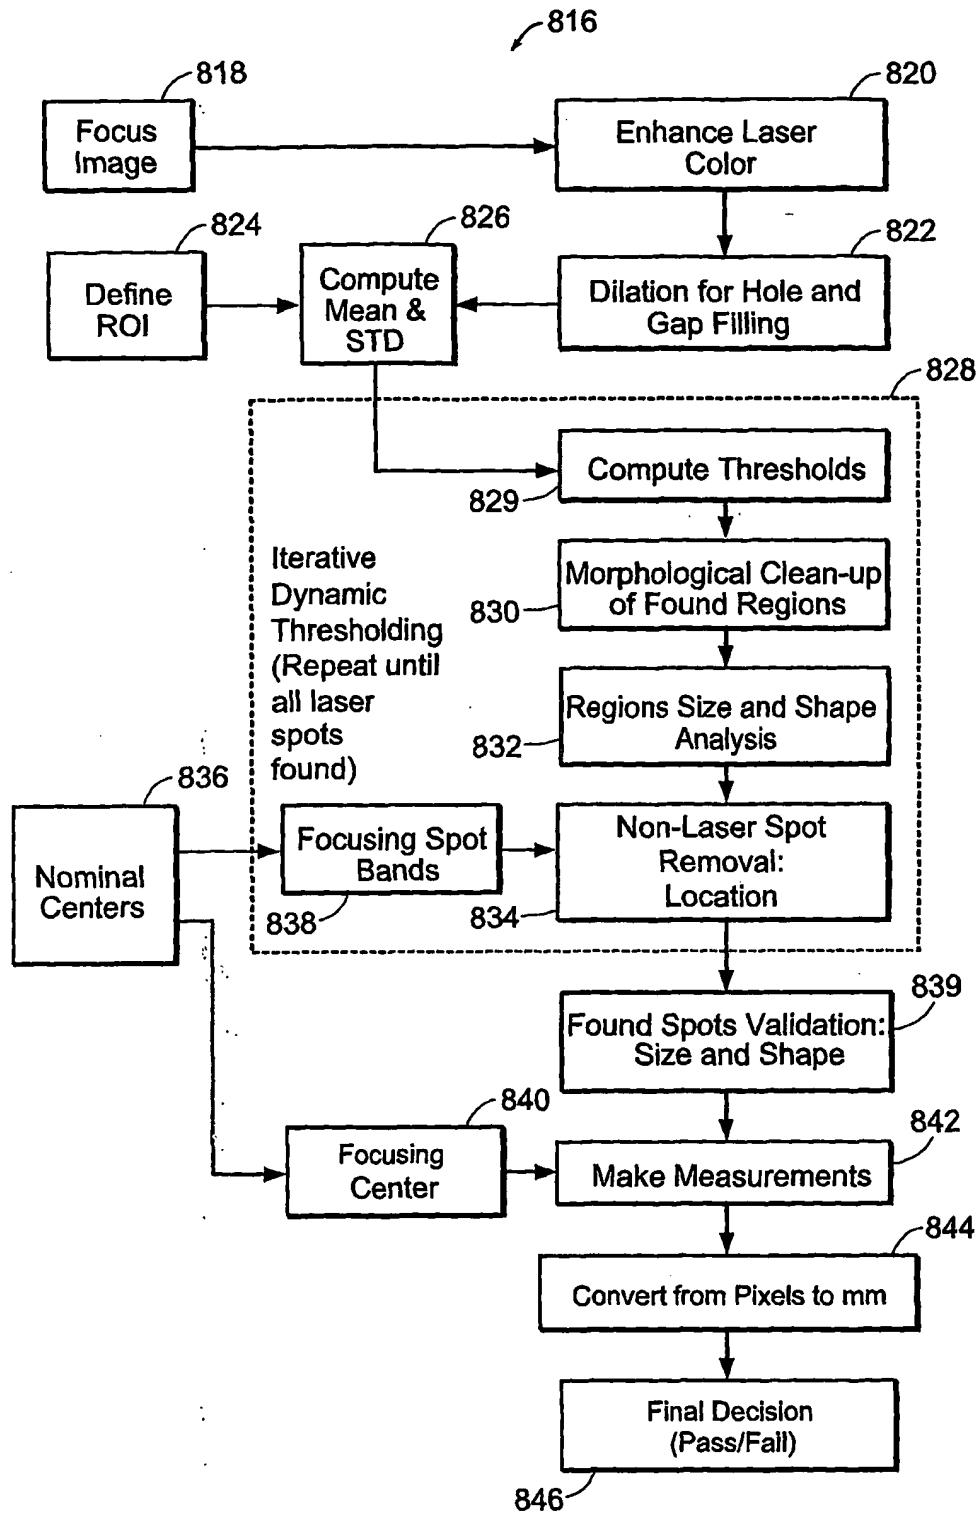 816
818
820
Focus
Image
Enhance Laser
Color
824
826
822
Define
ROI
Compute
Mean &
STD
Dilation for Hole and
Gap Filling
828
Compute Thresholds
829
Iterative
Dynamic
Thresholding
(Repeat until
all laser
spots
found)
Morphological Clean-up
of Found Regions
830
Regions Size and Shape
Analysis
832
836
Nominal
Centers
Focusing Spot
Bands
838
Non-Laser Spot
Removal:
Location
834
839
Found Spots Validation:
Size and Shape
840
Focusing
Center
842
Make Measurements
844
Convert from Pixels to mm
Final Decision
(Pass/Fail)
846